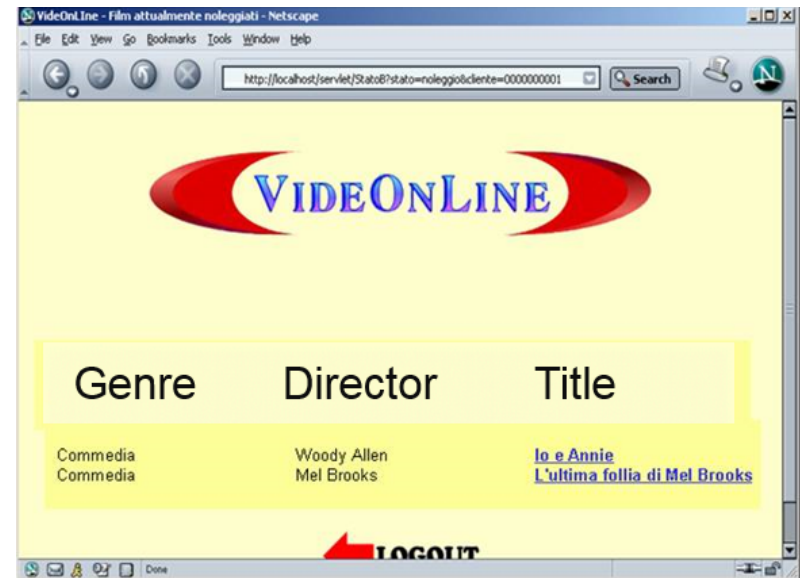 VideOnLIne - Film attualmente noleggiati - Netscape
File Edit View Go Bookmarks Tools Window Help
http://localhost/servlet/StatoB?stato=noleggio&cliente=0000000001 Search N
VIDEONLINE
Genre Director Title
Commedia Woody Allen Io e Annie
Commedia Mel Brooks L'ultima follia di Mel Brooks
LOGOUT
Done